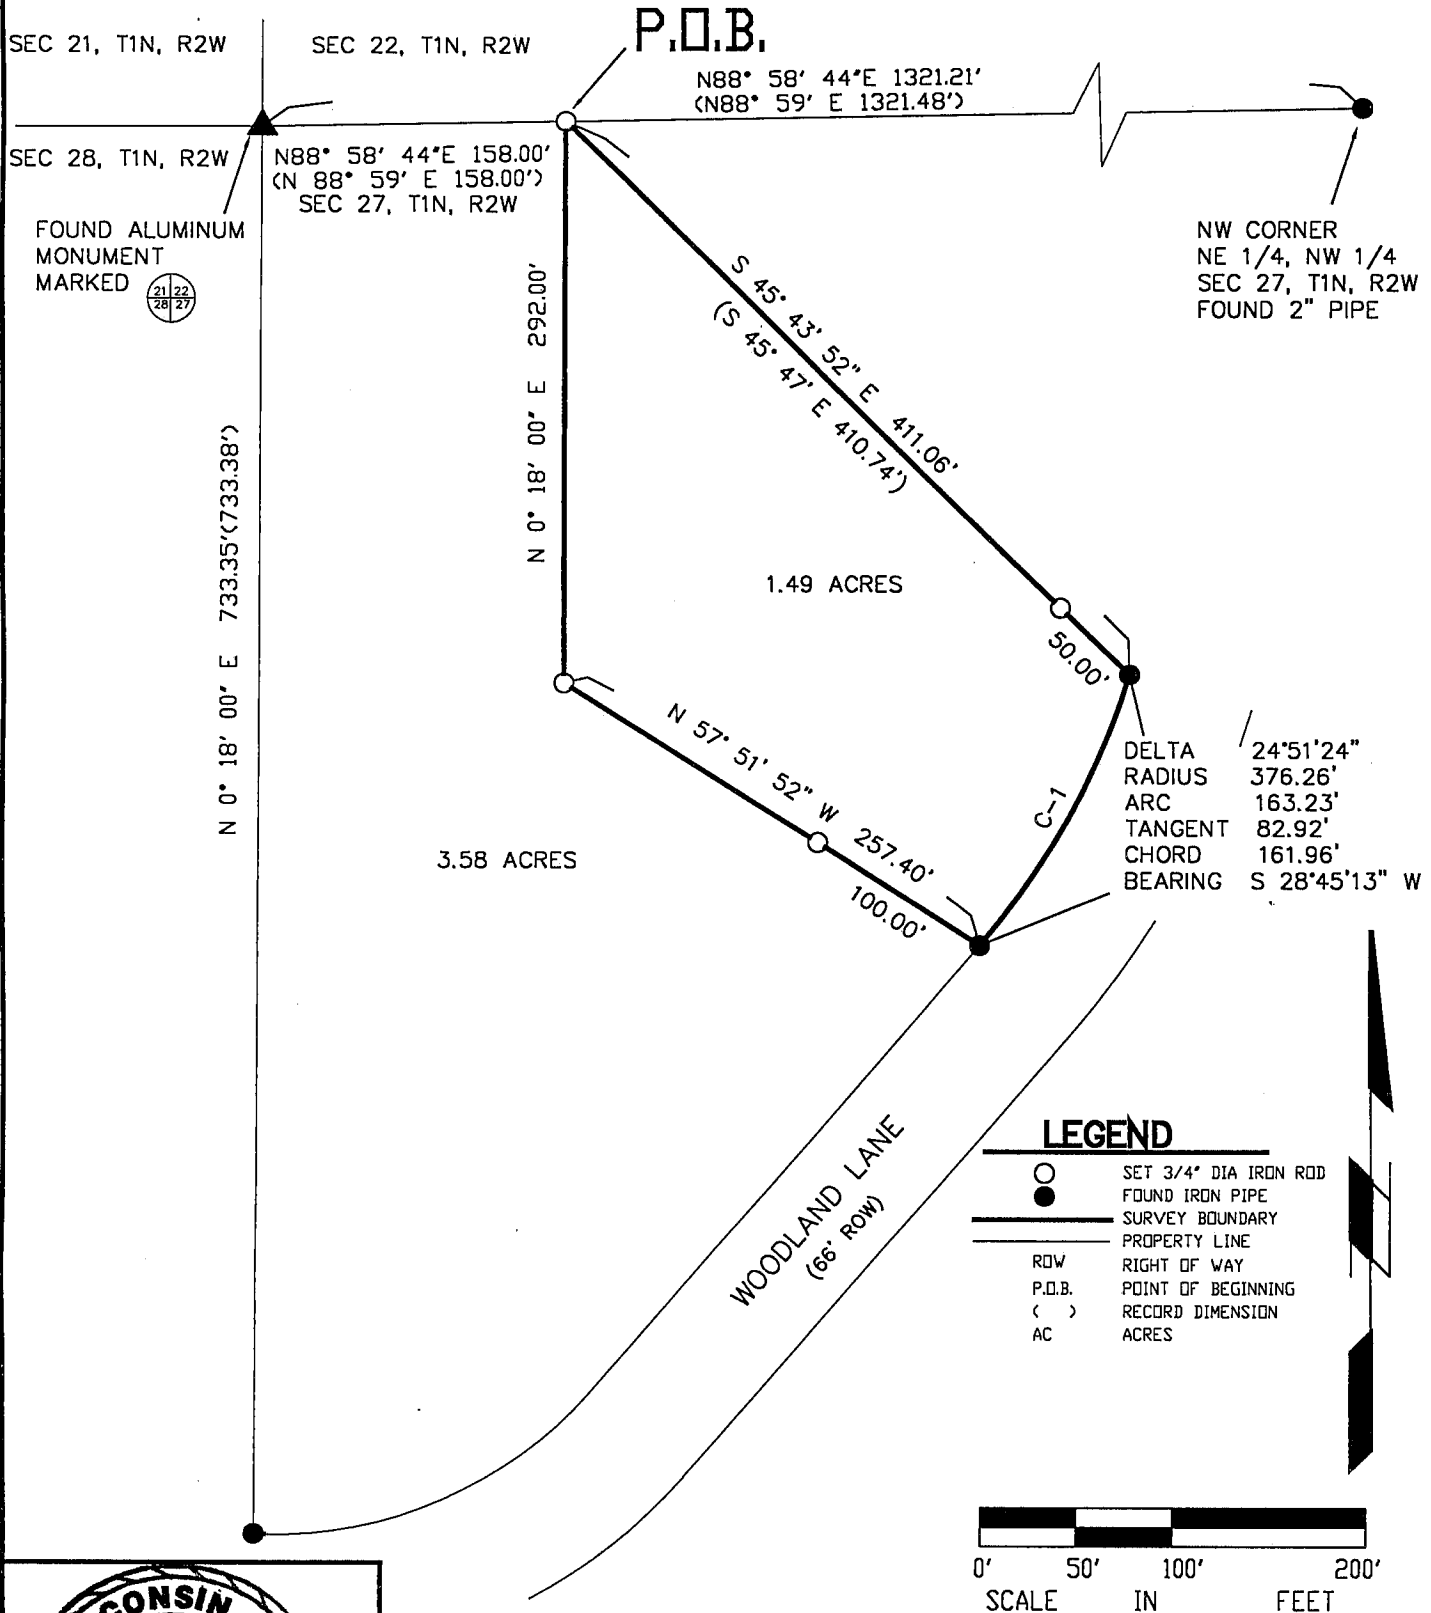 P.O.B.
SEC 21, T1N, R2W
SEC 22, T1N, R2W
N88° 58' 44"E 1321.21'
(N88° 59' E 1321.48')
SEC 28, T1N, R2W
N88° 58' 44"E 158.00'
(N 88° 59' E 158.00')
SEC 27, T1N, R2W
FOUND ALUMINUM
MONUMENT
MARKED
21 22
28 27
NW CORNER
NE 1/4, NW 1/4
SEC 27, T1N, R2W
FOUND 2" PIPE
S 45° 43' 52" E 411.06'
(S 45° 47' E 410.74')
N 0° 18' 00" E 292.00'
N 0° 18' 00" E 733.35'(733.38')
1.49 ACRES
50.00'
N 57° 51' 52" W 257.40'
100.00'
C-1
DELTA 24°51'24"
RADIUS 376.26'
ARC 163.23'
TANGENT 82.92'
CHORD 161.96'
BEARING S 28°45'13" W
3.58 ACRES
WOODLAND LANE
(66' ROW)
LEGEND
SET 3/4" DIA IRON ROD
FOUND IRON PIPE
SURVEY BOUNDARY
PROPERTY LINE
ROW RIGHT OF WAY
P.O.B. POINT OF BEGINNING
( ) RECORD DIMENSION
AC ACRES
0' 50' 100' 200'
SCALE IN FEET